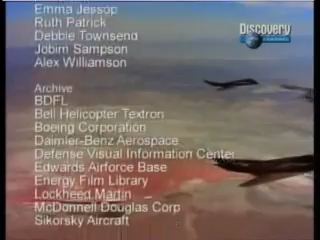 Emma Jessop
Ruth Patrick
Debbie Townsend
Jobim Sampson
Alex Williamson
Discovery
CHANNEL
Archive
BDFL
Bell Helicopter Textron
Boeing Corporation
Daimler-Benz Aerospace
Defense Visual Information Center
Edwards Airforce Base
Energy Film Library
Lockheed Martin
McDonnell Douglas Corp
Sikorsky Aircraft